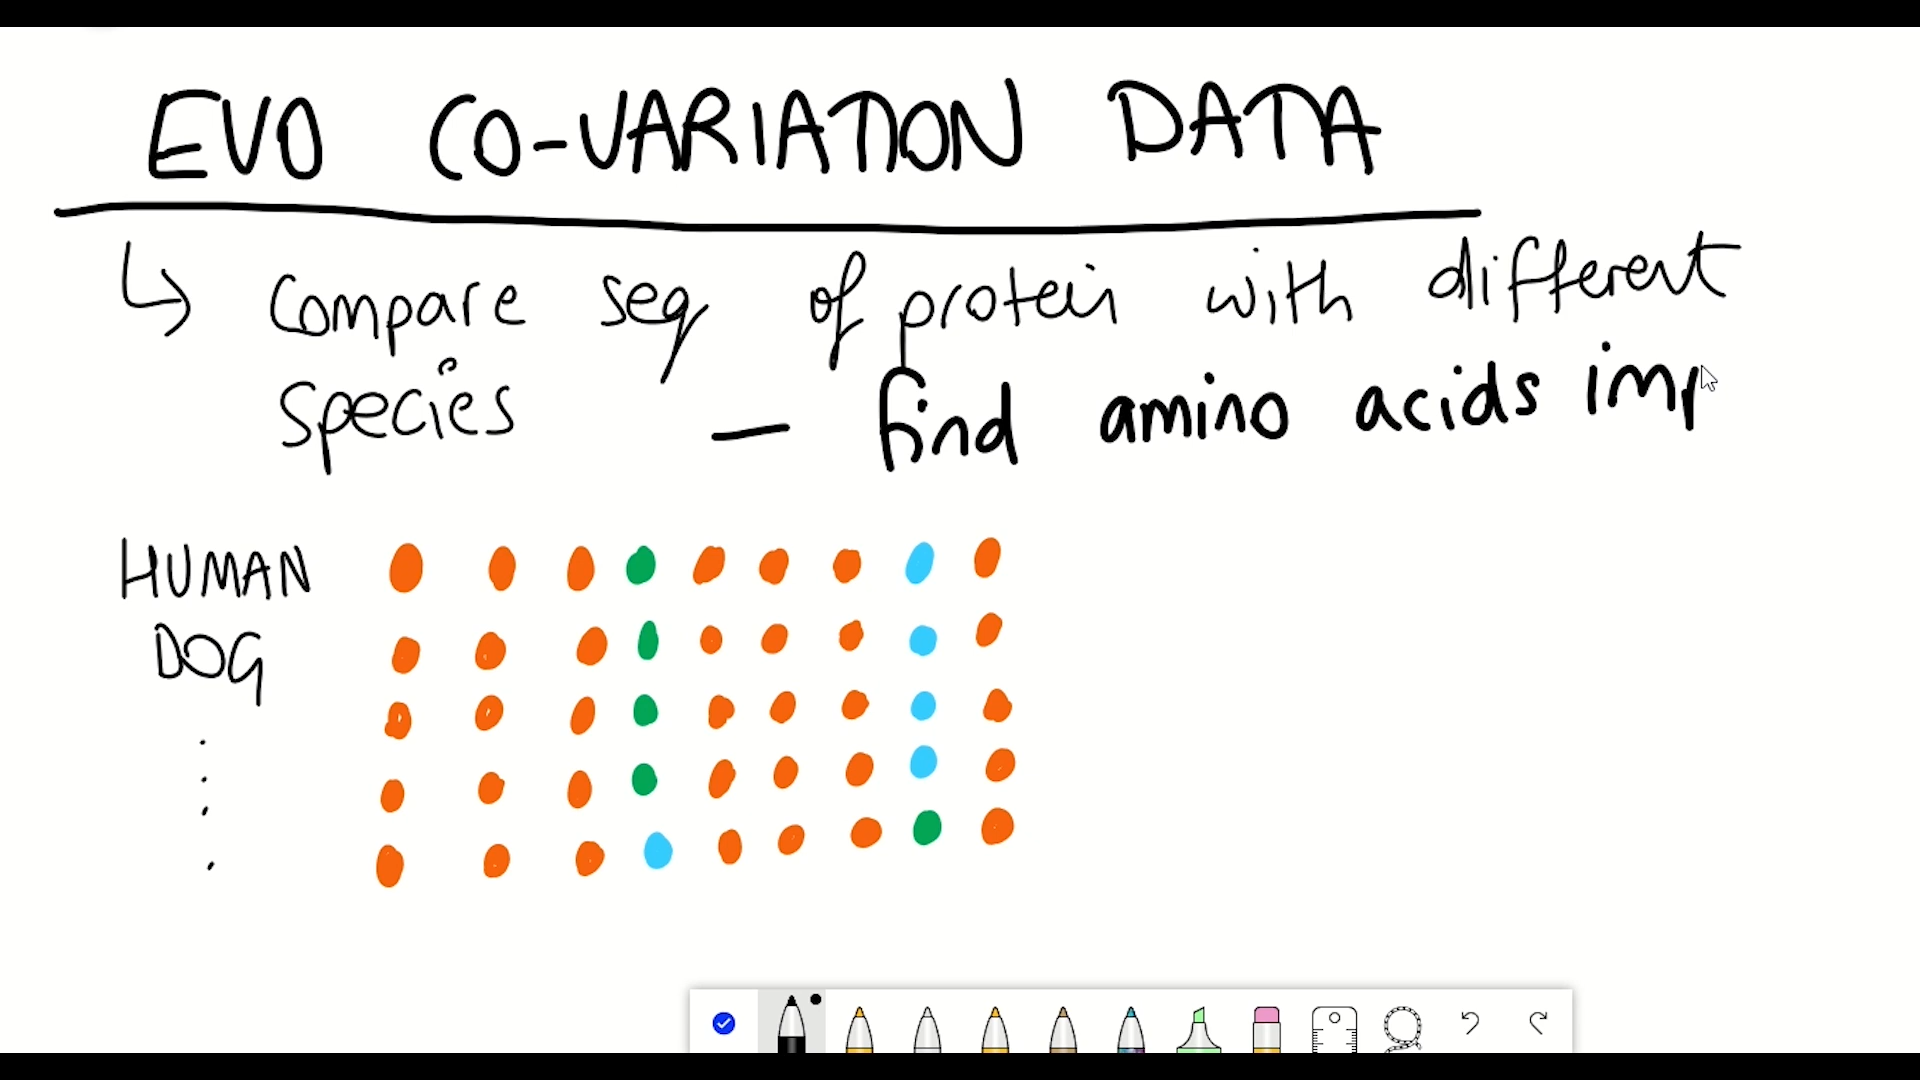 EVO CO-VARIATION DATA
compare seq of protein with different
species — find amino acids imp
HUMAN
DOG